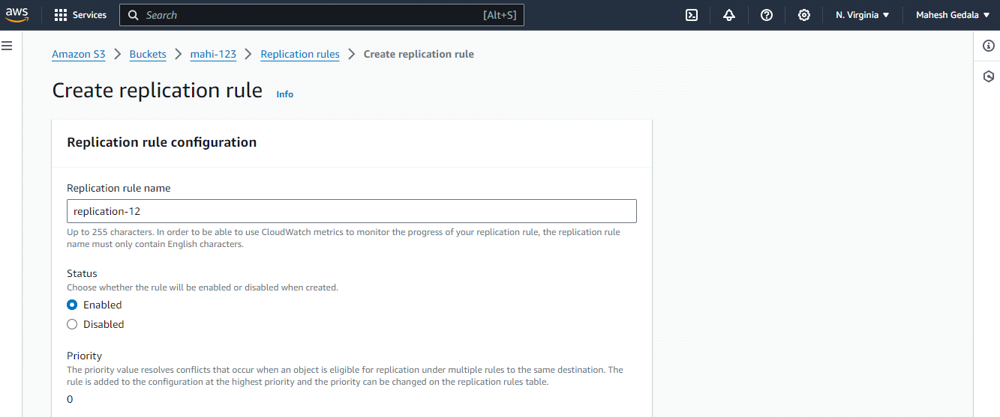 aws Services Search [Alt+S] N. Virginia Mahesh Gedala
Amazon S3 Buckets mahi-123 Replication rules Create replication rule
Create replication rule Info
Replication rule configuration
Replication rule name
replication-12
Up to 255 characters. In order to be able to use CloudWatch metrics to monitor the progress of your replication rule, the replication rule
name must only contain English characters.
Status
Choose whether the rule will be enabled or disabled when created.
Enabled
Disabled
Priority
The priority value resolves conflicts that occur when an object is eligible for replication under multiple rules to the same destination. The
rule is added to the configuration at the highest priority and the priority can be changed on the replication rules table.
0